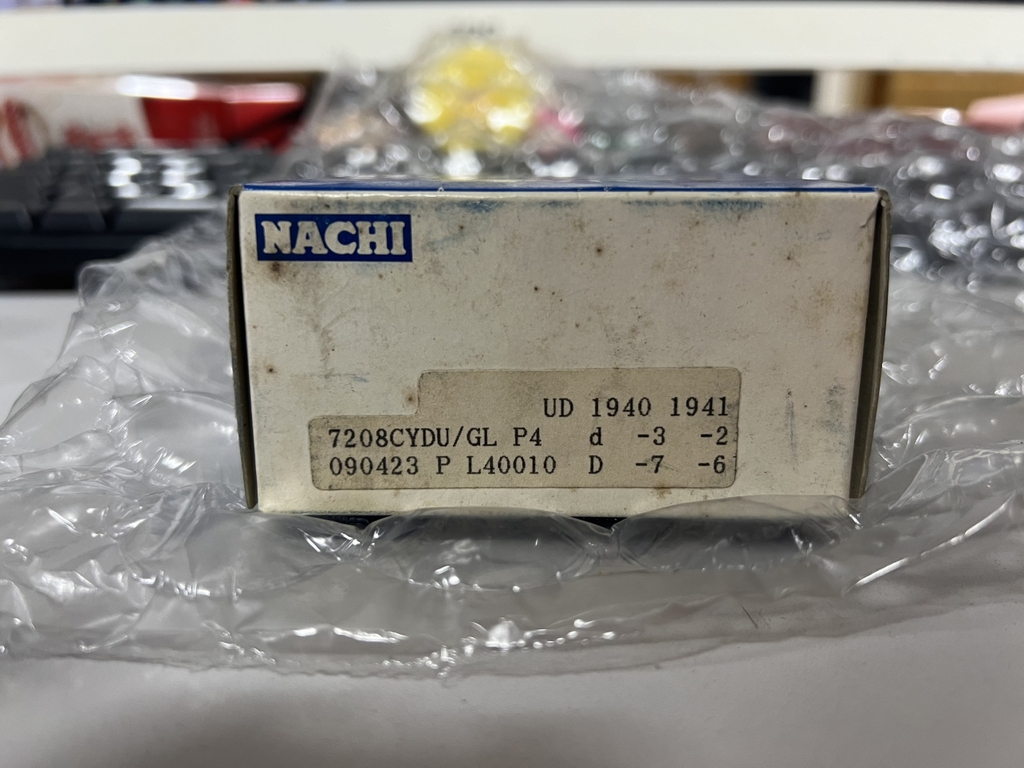 NACHI
UD 1940 1941
7208CYDU/GL P4 d -3 -2
090423 P L40010 D -7 -6